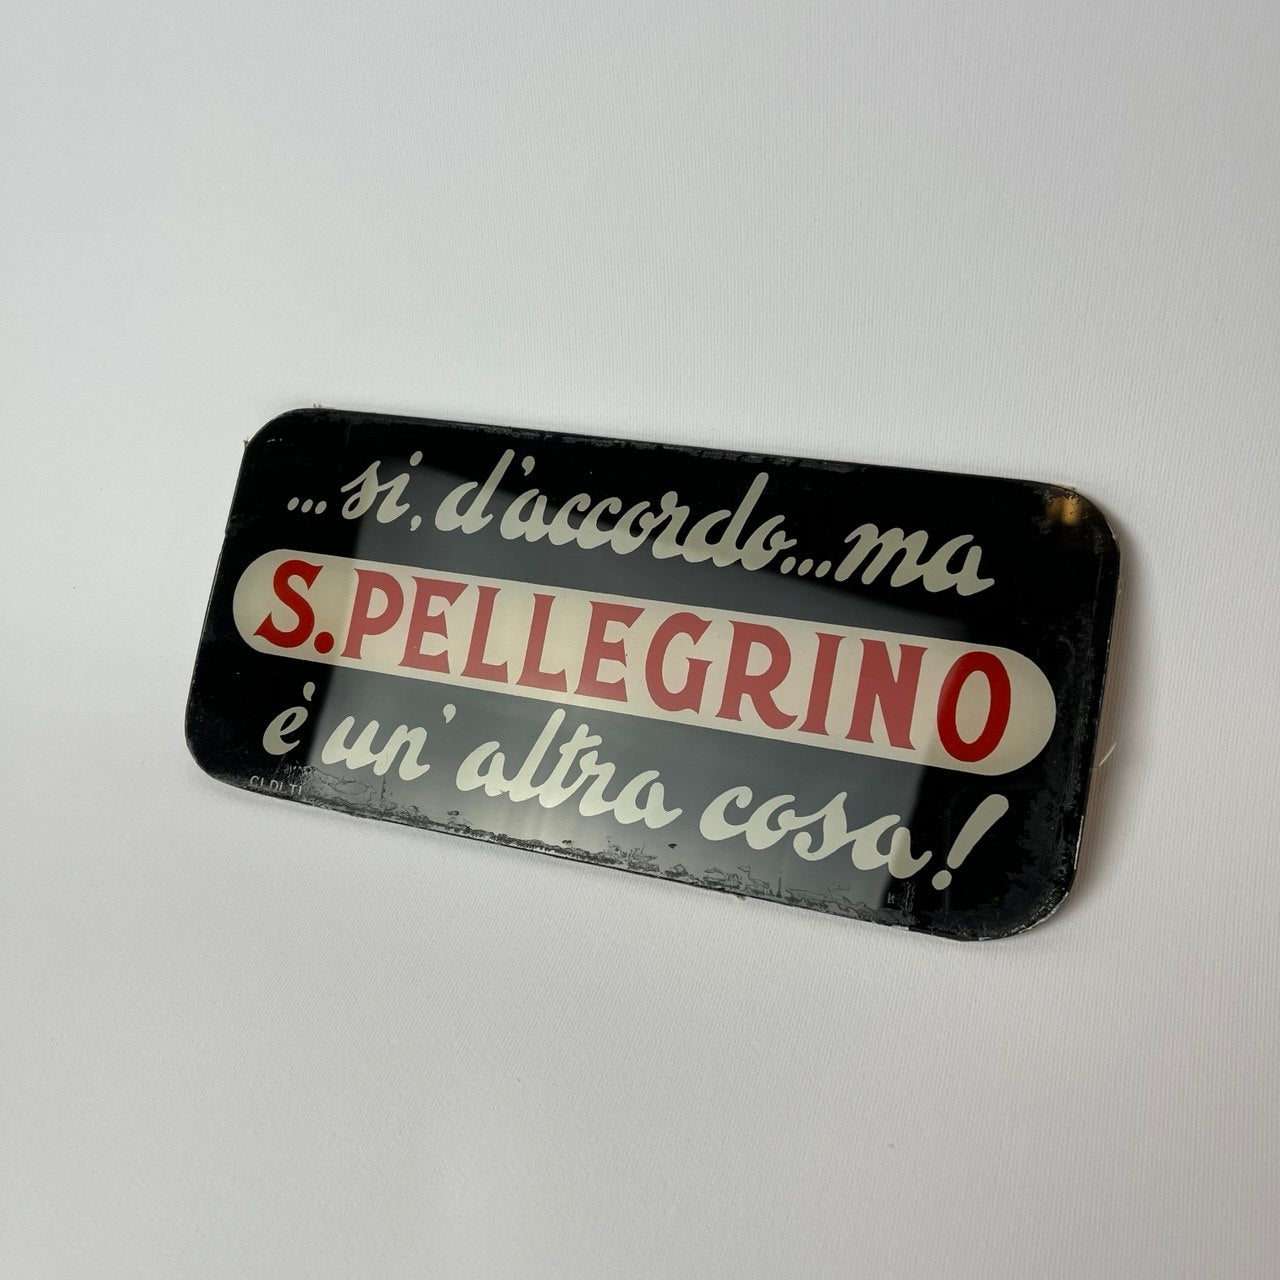 ...si, d'accordo...ma
S.PELLEGRINO
è un' altra cosa!